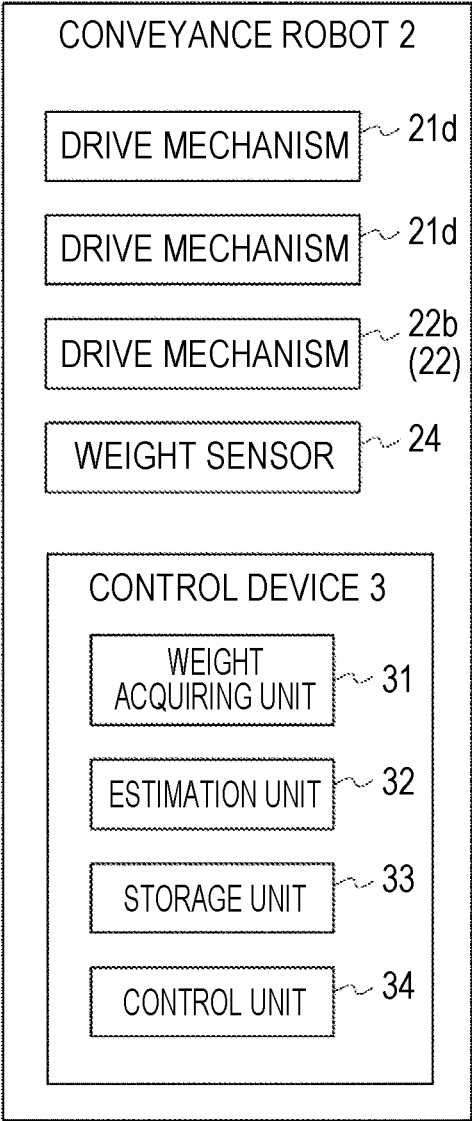 CONVEYANCE ROBOT 2
DRIVE MECHANISM 21d
DRIVE MECHANISM 21d
DRIVE MECHANISM 22b
(22)
WEIGHT SENSOR 24
CONTROL DEVICE 3
WEIGHT
ACQUIRING UNIT 31
ESTIMATION UNIT 32
STORAGE UNIT 33
CONTROL UNIT 34